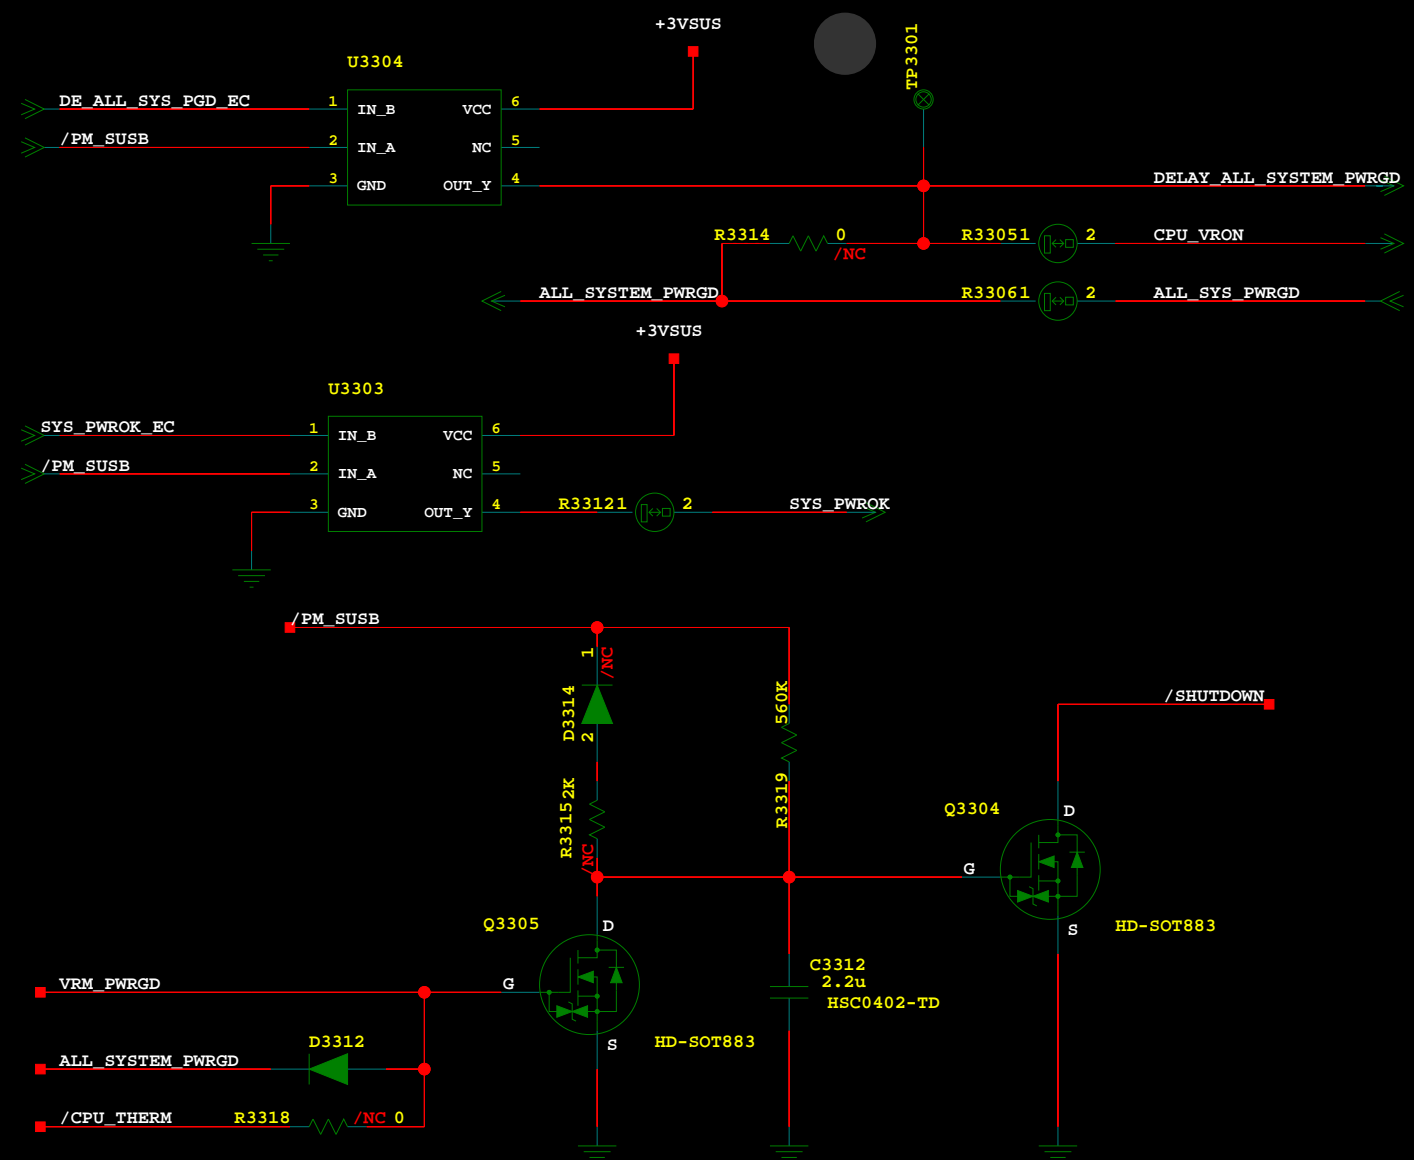 +3VSUS
TP3301
U3304
DE_ALL_SYS_PGD_EC 1 IN_B VCC 6
/PM_SUSB 2 IN_A NC 5
3 GND OUT_Y 4 DELAY_ALL_SYSTEM_PWRGD
R3314 0 R33051 2 CPU_VRON
/NC
ALL_SYSTEM_PWRGD R33061 2 ALL_SYS_PWRGD
+3VSUS
U3303
SYS_PWROK_EC 1 IN_B VCC 6
/PM_SUSB 2 IN_A NC 5
3 GND OUT_Y 4 R33121 2 SYS_PWROK
/PM_SUSB
1 /NC
D3314
2
560K
R3319
R3315 2K
/NC
/SHUTDOWN
Q3304
D
G
S
HD-SOT883
Q3305
D
G
S
HD-SOT883
C3312
2.2u
HSC0402-TD
VRM_PWRGD
D3312
ALL_SYSTEM_PWRGD
/CPU_THERM R3318 /NC 0